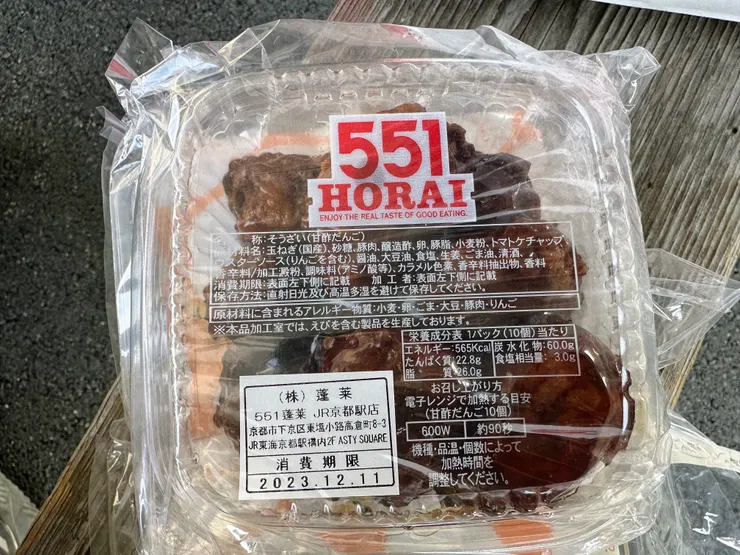 551
HORAI
ENJOY THE REAL TASTE OF GOOD EATING.
称:そうざい(甘酢だんご)
料名:玉ねぎ(国産)、砂糖、豚肉、醸造酢、卵、豚脂、小麦粉、トマトケチャップ、
スターソース(りんごを含む)、醤油、大豆油、食塩、生姜、ごま油、清酒、
香辛料/加工澱粉、調味料(アミノ酸等)、カラメル色素、香辛料抽出物、香料
消費期限:表面左下側に記載 加工者:表面左下側に記載
保存方法:直射日光及び高温多湿を避けて保存してください。
原材料に含まれるアレルギー物質:小麦・卵・ごま・大豆・豚肉・りんご
※本品加工室では、えびを含む製品を生産しております。
栄養成分表 1パック(10個)当たり
エネルギー:565Kcal 炭水化物:60.0g
たんぱく質:22.8g 食塩相当量:3.0g
脂質:26.0g
お召し上がり方
電子レンジで加熱する目安
(甘酢だんご10個)
600W 約90秒
機種・品温・個数によって
加熱時間を
調整してください。
(株)蓬莱
551蓬莱 JR京都駅店
京都市下京区東塩小路高倉町8-3
JR東海京都駅構内2F ASTY SQUARE
消費期限
2023.12.11